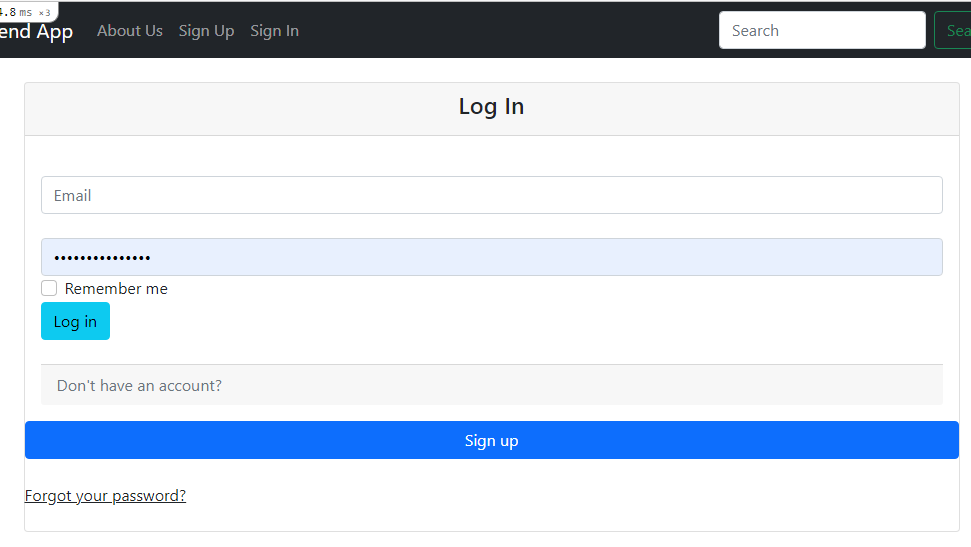 4.8 ms ×3
end App About Us Sign Up Sign In Search Sea
Log In
Email
•••••••••••••••
Remember me
Log in
Don't have an account?
Sign up
Forgot your password?